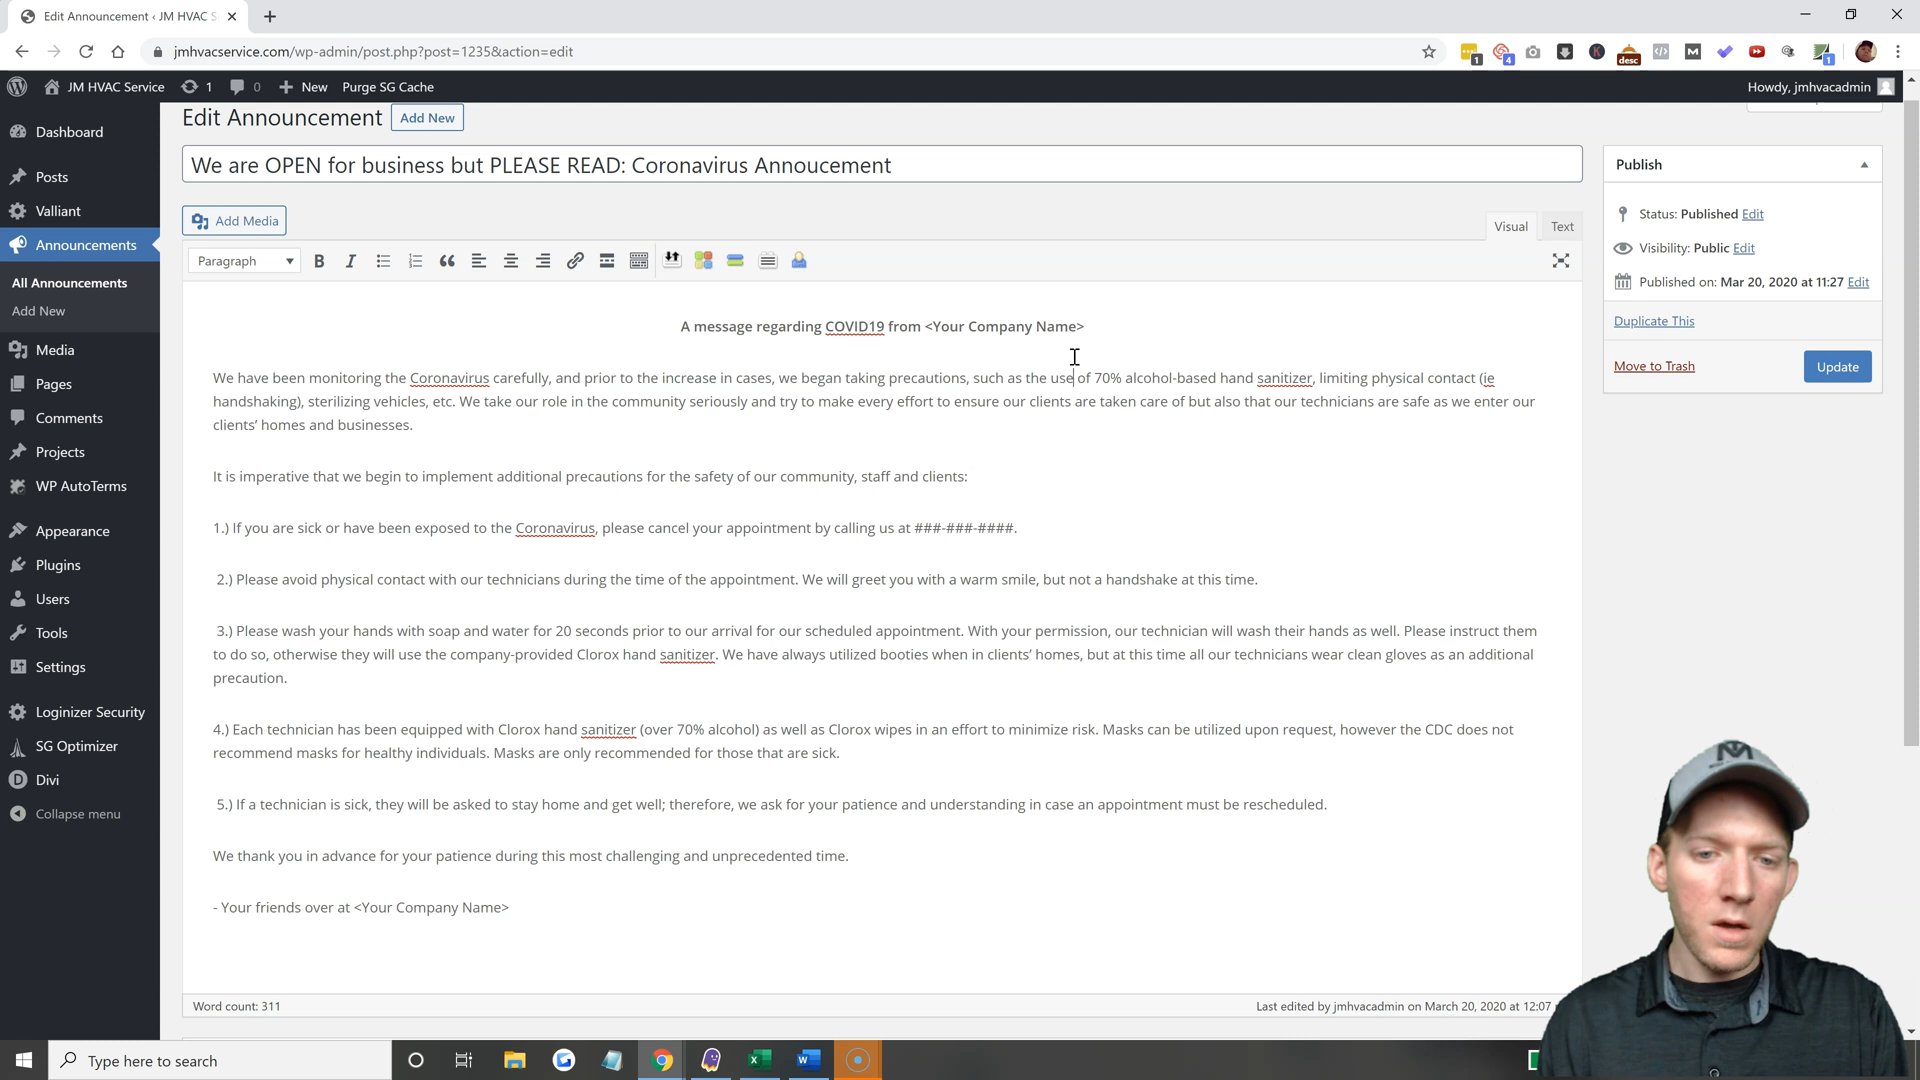 Edit Announcement ‹ JM HVAC S
jmhvacservice.com/wp-admin/post.php?post=1235&action=edit
1
4
desc
1
JM HVAC Service
1
0
New
Purge SG Cache
Howdy, jmhvacadmin
Dashboard
Posts
Valliant
Announcements
All Announcements
Add New
Media
Pages
Comments
Projects
WP AutoTerms
Appearance
Plugins
Users
Tools
Settings
Loginizer Security
SG Optimizer
Divi
Collapse menu
Edit Announcement
Add New
We are OPEN for business but PLEASE READ: Coronavirus Annoucement
Add Media
Visual
Text
Paragraph
A message regarding COVID19 from <Your Company Name>
We have been monitoring the Coronavirus carefully, and prior to the increase in cases, we began taking precautions, such as the use of 70% alcohol-based hand sanitizer, limiting physical contact (ie
handshaking), sterilizing vehicles, etc. We take our role in the community seriously and try to make every effort to ensure our clients are taken care of but also that our technicians are safe as we enter our
clients’ homes and businesses.
It is imperative that we begin to implement additional precautions for the safety of our community, staff and clients:
1.) If you are sick or have been exposed to the Coronavirus, please cancel your appointment by calling us at ###-###-####.
2.) Please avoid physical contact with our technicians during the time of the appointment. We will greet you with a warm smile, but not a handshake at this time.
3.) Please wash your hands with soap and water for 20 seconds prior to our arrival for our scheduled appointment. With your permission, our technician will wash their hands as well. Please instruct them
to do so, otherwise they will use the company-provided Clorox hand sanitizer. We have always utilized booties when in clients’ homes, but at this time all our technicians wear clean gloves as an additional
precaution.
4.) Each technician has been equipped with Clorox hand sanitizer (over 70% alcohol) as well as Clorox wipes in an effort to minimize risk. Masks can be utilized upon request, however the CDC does not
recommend masks for healthy individuals. Masks are only recommended for those that are sick.
5.) If a technician is sick, they will be asked to stay home and get well; therefore, we ask for your patience and understanding in case an appointment must be rescheduled.
We thank you in advance for your patience during this most challenging and unprecedented time.
- Your friends over at <Your Company Name>
Word count: 311
Last edited by jmhvacadmin on March 20, 2020 at 12:07
Publish
Status: Published Edit
Visibility: Public Edit
Published on: Mar 20, 2020 at 11:27 Edit
Duplicate This
Move to Trash
Update
Type here to search